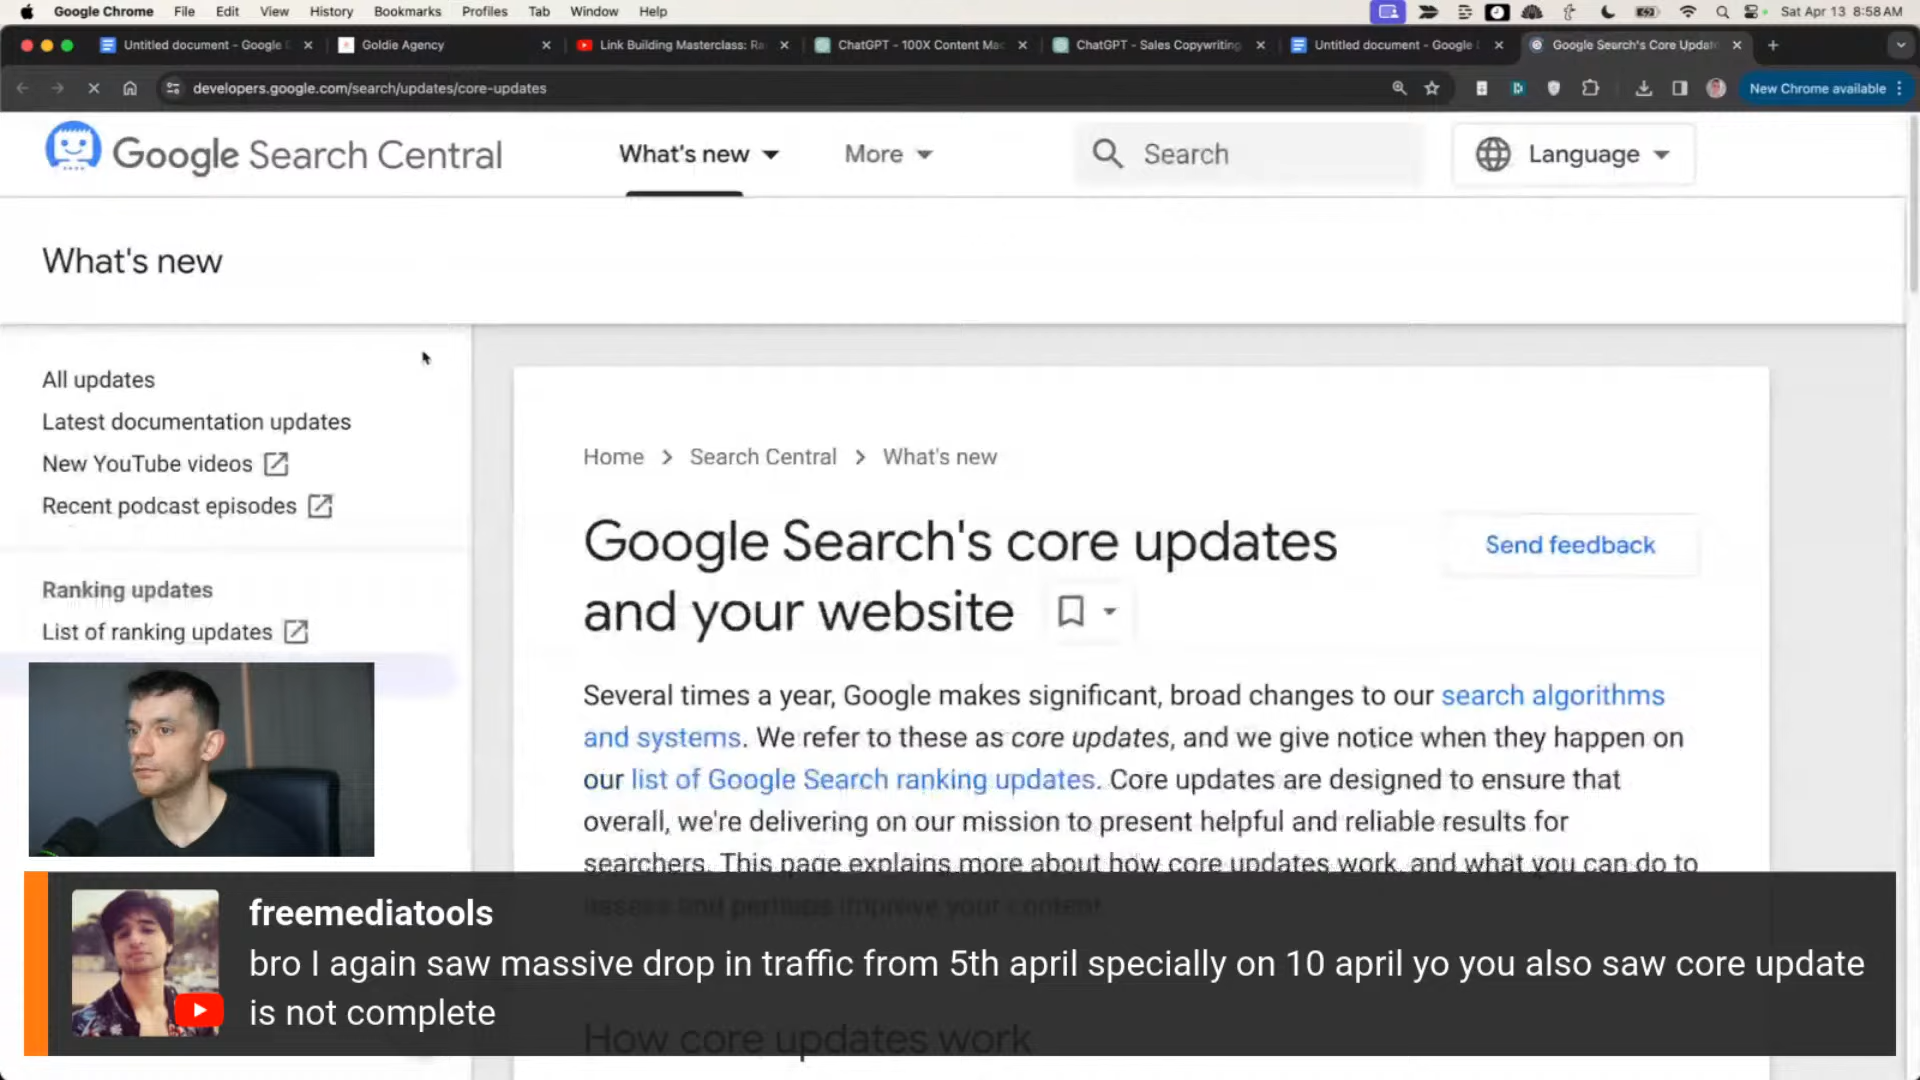 Google Chrome File Edit View History Bookmarks Profiles Tab Window Help Sat Apr 13 8:58 AM
Untitled document - Google Goldie Agency Link Building Masterclass: Ra ChatGPT - 100X Content Mac ChatGPT - Sales Copywriting Untitled document - Google Google Search's Core Updat
developers.google.com/search/updates/core-updates New Chrome available
Google Search Central What's new More Search Language
What's new
All updates
Latest documentation updates
New YouTube videos
Recent podcast episodes
Ranking updates
List of ranking updates
Home > Search Central > What's new
Google Search's core updates
and your website
Send feedback
Several times a year, Google makes significant, broad changes to our search algorithms
and systems. We refer to these as core updates, and we give notice when they happen on
our list of Google Search ranking updates. Core updates are designed to ensure that
overall, we're delivering on our mission to present helpful and reliable results for
searchers. This page explains more about how core updates work, and what you can do to
assess and perhaps improve your content.
freemediatools
bro I again saw massive drop in traffic from 5th april specially on 10 april yo you also saw core update
is not complete
How core updates work